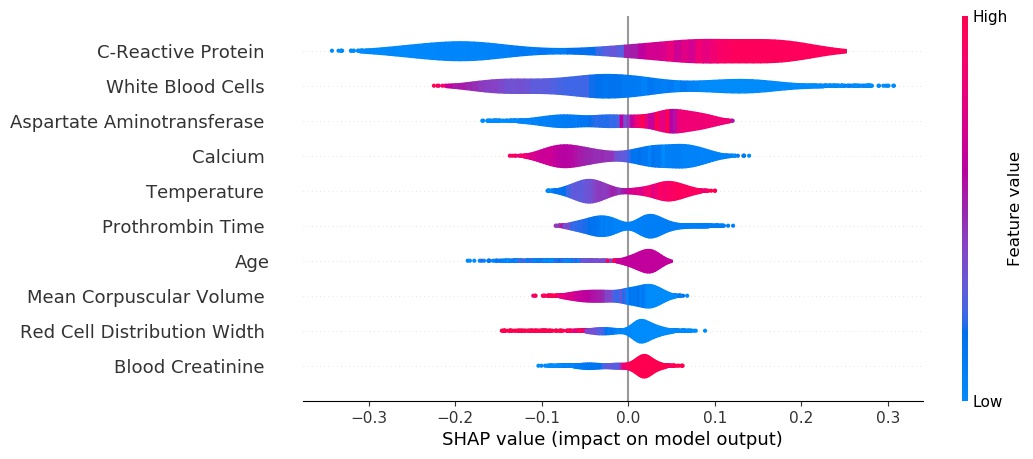 High
C-Reactive Protein
White Blood Cells
Aspartate Aminotransferase
Calcium
Temperature
Prothrombin Time
Age
Mean Corpuscular Volume
Red Cell Distribution Width
Blood Creatinine
Feature value
Low
−0.3 −0.2 −0.1 0.0 0.1 0.2 0.3
SHAP value (impact on model output)